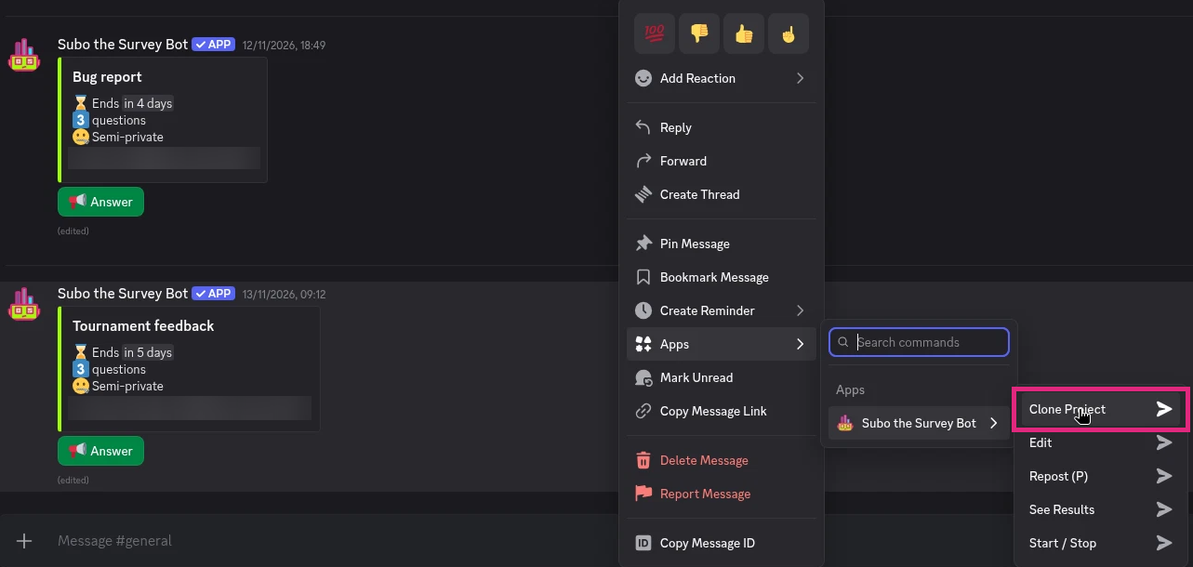 Subo the Survey Bot ✓ APP 12/11/2026, 18:49
Bug report
⏳ Ends in 4 days
3 questions
🤐 Semi-private
📢 Answer
(edited)
Subo the Survey Bot ✓ APP 13/11/2026, 09:12
Tournament feedback
⏳ Ends in 5 days
3 questions
🤐 Semi-private
📢 Answer
(edited)
Message #general
💯 👎 👍 ☝
Add Reaction
Reply
Forward
Create Thread
Pin Message
Bookmark Message
Create Reminder
Apps
Mark Unread
Copy Message Link
Delete Message
Report Message
ID Copy Message ID
Search commands
Apps
Subo the Survey Bot
Clone Project
Edit
Repost (P)
See Results
Start / Stop